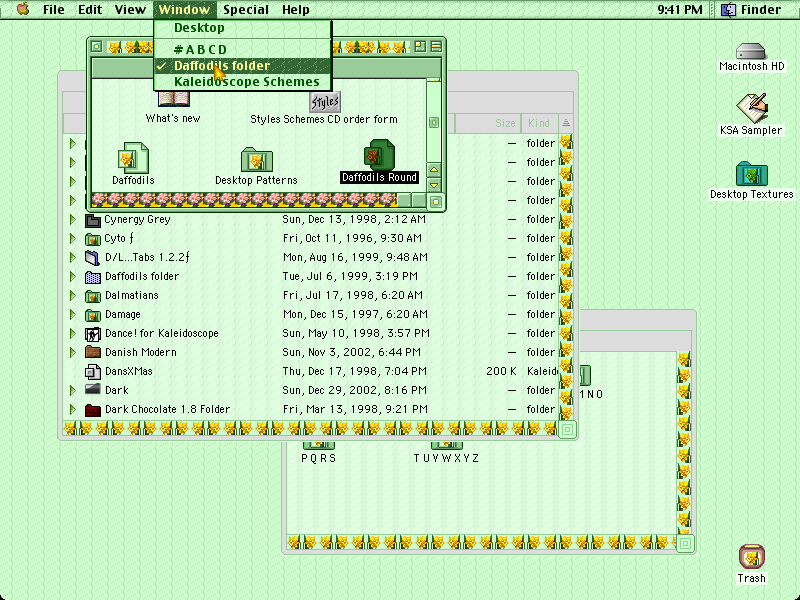 File Edit View Window Special Help 9:41 PM Finder
Desktop
# A B C D
Daffodils folder
Kaleidoscope Schemes
What's new
Styles
Styles Schemes CD order form
Daffodils
Desktop Patterns
Daffodils Round
Macintosh HD
KSA Sampler
Desktop Textures
Size Kind
— folder
— folder
— folder
— folder
Cynergy Grey Sun, Dec 13, 1998, 2:12 AM — folder
Cyto ƒ Fri, Oct 11, 1996, 9:30 AM — folder
D/L...Tabs 1.2.2ƒ Mon, Aug 16, 1999, 9:48 AM — folder
Daffodils folder Tue, Jul 6, 1999, 3:19 PM — folder
Dalmatians Fri, Jul 17, 1998, 6:20 AM — folder
Damage Mon, Dec 15, 1997, 6:20 AM — folder
Dance! for Kaleidoscope Sun, May 10, 1998, 3:57 PM — folder
Danish Modern Sun, Nov 3, 2002, 6:44 PM — folder
DansXMas Thu, Dec 17, 1998, 7:04 PM 200 K Kaleid
Dark Sun, Dec 29, 2002, 8:16 PM — folder
Dark Chocolate 1.8 Folder Fri, Mar 13, 1998, 9:21 PM — folder
N O
P Q R S
T U V W X Y Z
Trash